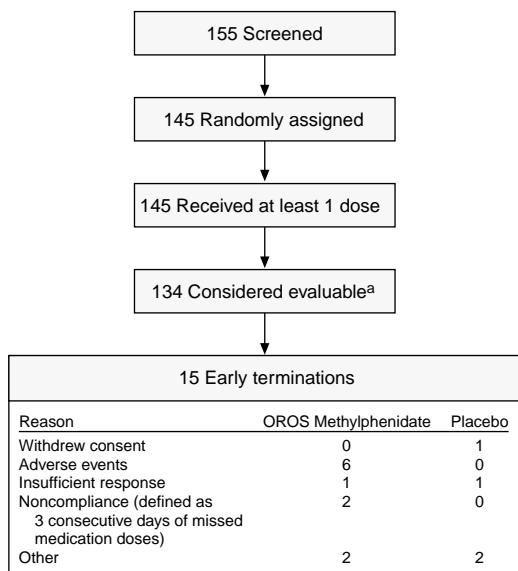 155 Screened
145 Randomly assigned
145 Received at least 1 dose
134 Considered evaluableᵃ
15 Early terminations
Reason OROS Methylphenidate Placebo
Withdrew consent 0 1
Adverse events 6 0
Insufficient response 1 1
Noncompliance (defined as 2 0
3 consecutive days of missed
medication doses)
Other 2 2